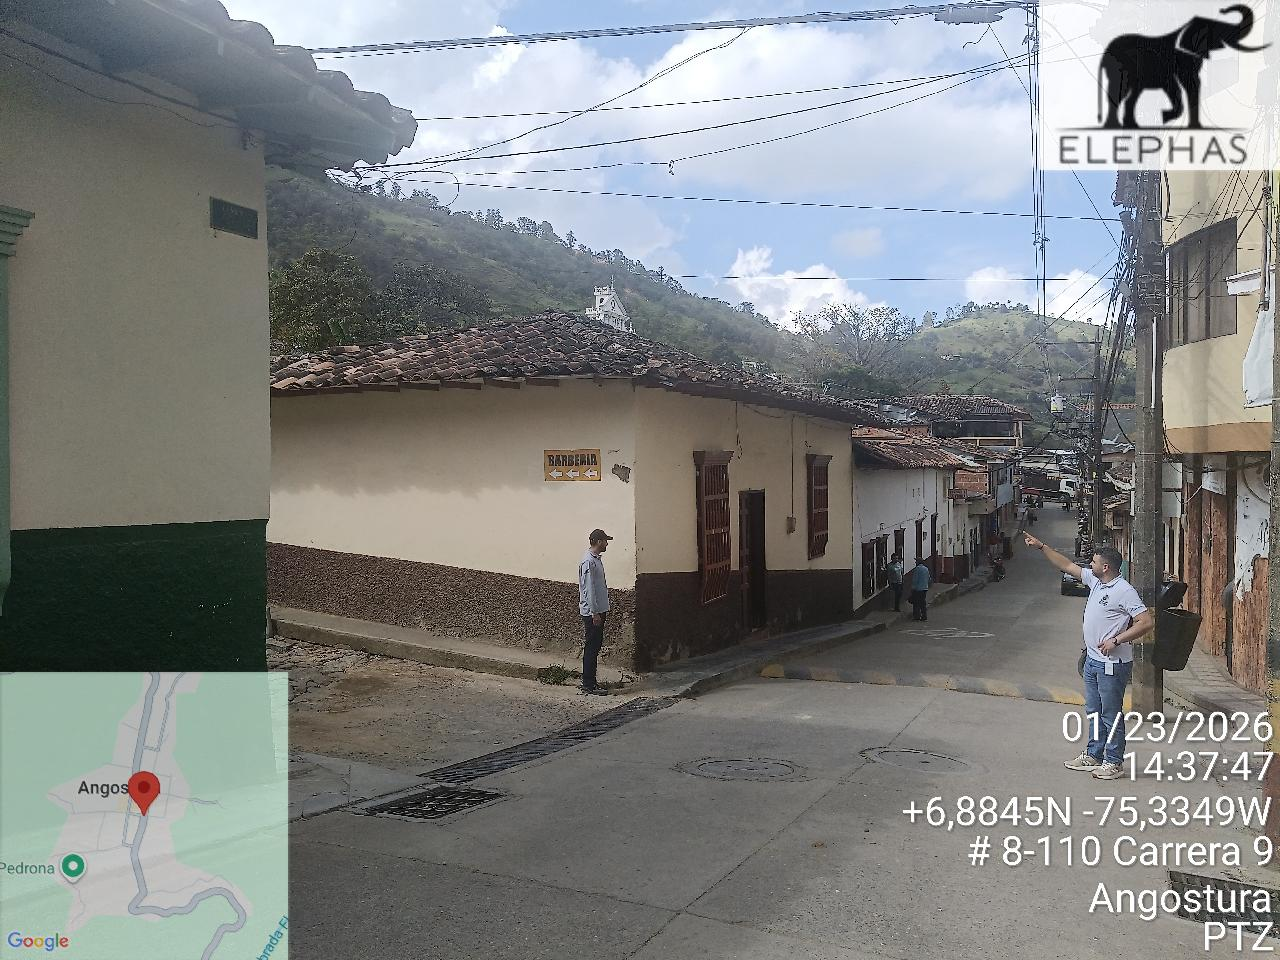 ELEPHAS
BARBERIA
01/23/2026
14:37:47
+6,8845N -75,3349W
# 8-110 Carrera 9
Angostura
PTZ
Pedrona
Google